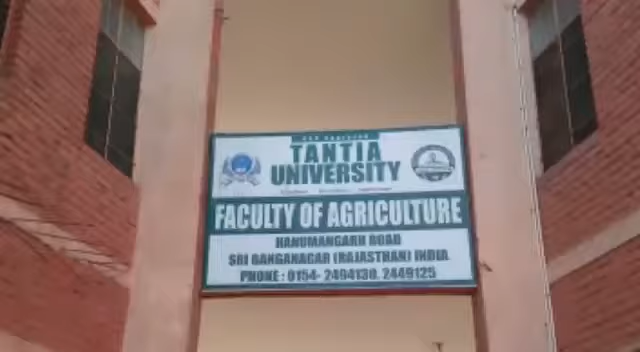 TANTIA
UNIVERSITY
FACULTY OF AGRICULTURE
HANUMANGARH ROAD
SRI GANGANAGAR (RAJASTHAN) INDIA
PHONE : 0154- 2494130, 2449125